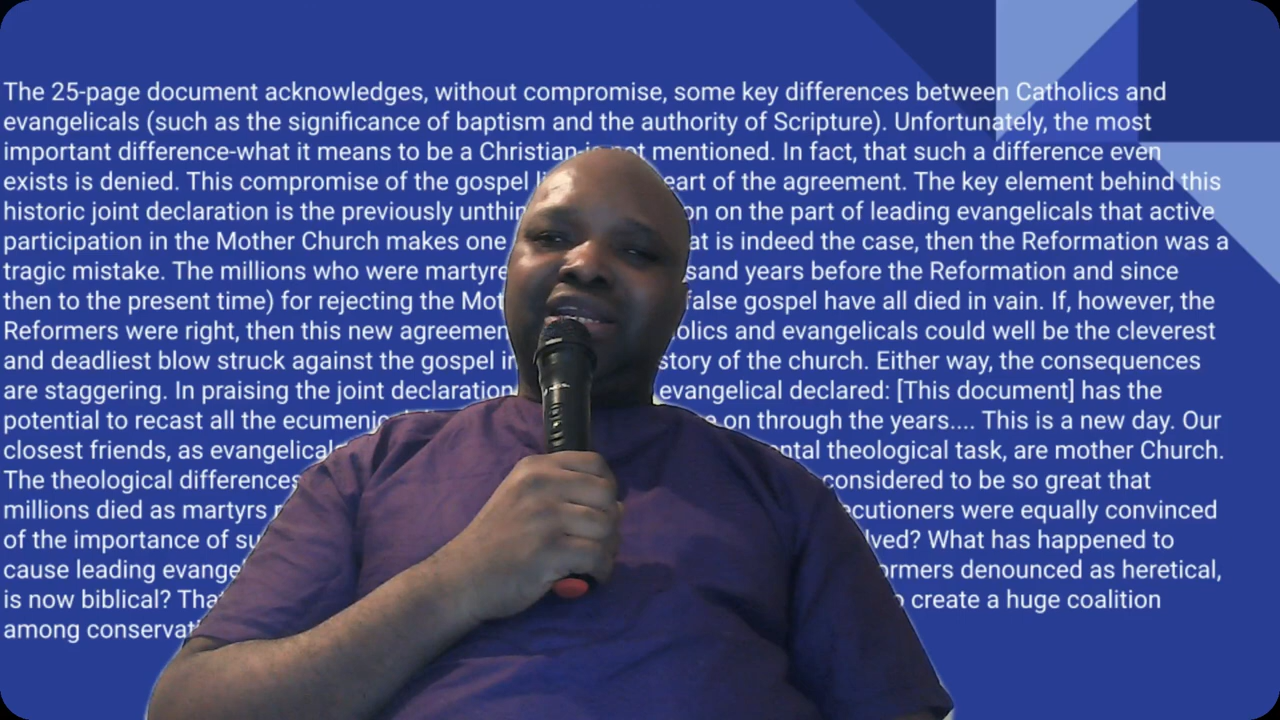 The 25-page document acknowledges, without compromise, some key differences between Catholics and
evangelicals (such as the significance of baptism and the authority of Scripture). Unfortunately, the most
important difference-what it means to be a Christian-is not mentioned. In fact, that such a difference even
exists is denied. This compromise of the gospel of the agreement. The key element behind this
historic joint declaration is the previously on the part of leading evangelicals that active
participation in the Mother Church makes one is indeed the case, then the Reformation was a
tragic mistake. The millions who were years before the Reformation and since
then to the present time) for rejecting the false gospel have all died in vain. If, however, the
Reformers were right, then this new and evangelicals could well be the cleverest
and deadliest blow struck against the gospel of the church. Either way, the consequences
are staggering. In praising the joint declaration evangelical declared: [This document] has the
potential to recast all the on through the years.... This is a new day. Our
closest friends, as theological task, are mother Church.
The theological differences considered to be so great that
millions died as martyrs were equally convinced
of the importance of What has happened to
cause leading denounced as heretical,
is now biblical? create a huge coalition
among